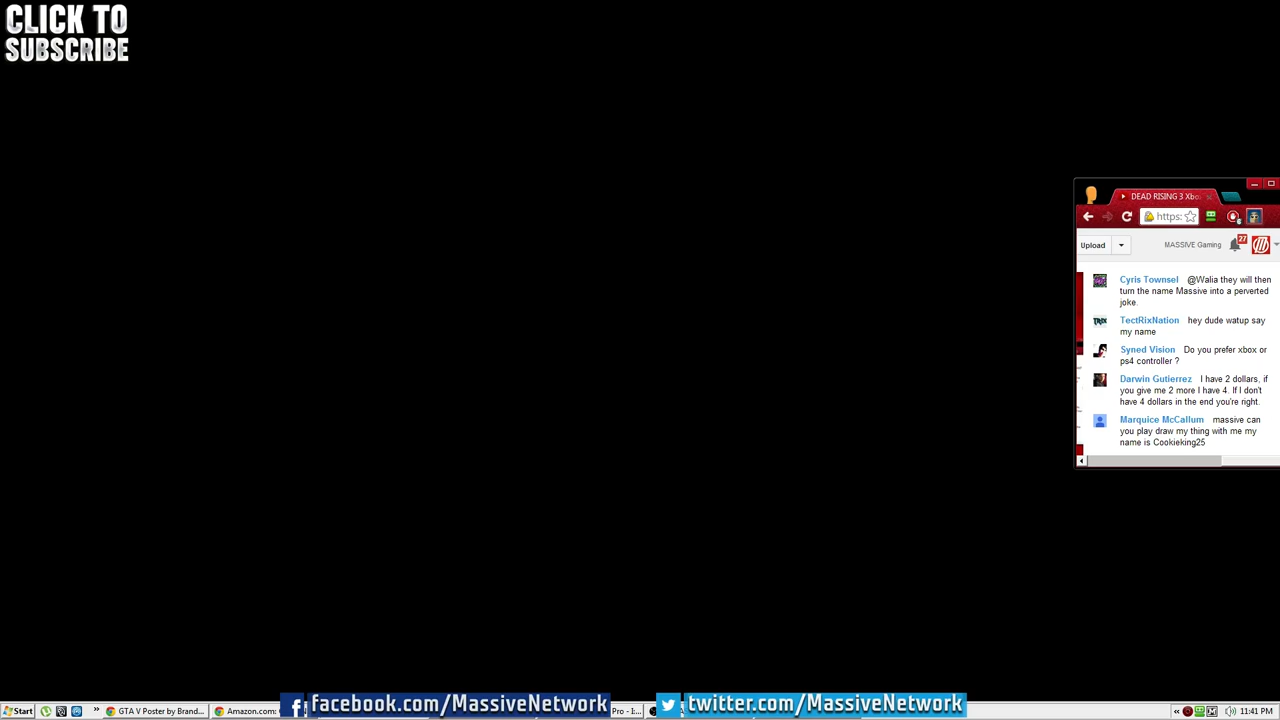 CLICK TO
SUBSCRIBE
DEAD RISING 3 Xbo
https:
Upload
MASSIVE Gaming
27
Cyris Townsel @Walia they will then
turn the name Massive into a perverted
joke.
TectRixNation hey dude watup say
my name
Syned Vision Do you prefer xbox or
ps4 controller ?
Darwin Gutierrez I have 2 dollars, if
you give me 2 more I have 4. If I don't
have 4 dollars in the end you're right.
Marquice McCallum massive can
you play draw my thing with me my
name is Cookieking25
Start
GTA V Poster by Brand...
Amazon.com:
facebook.com/MassiveNetwork
Pro - I:...
twitter.com/MassiveNetwork
11:41 PM